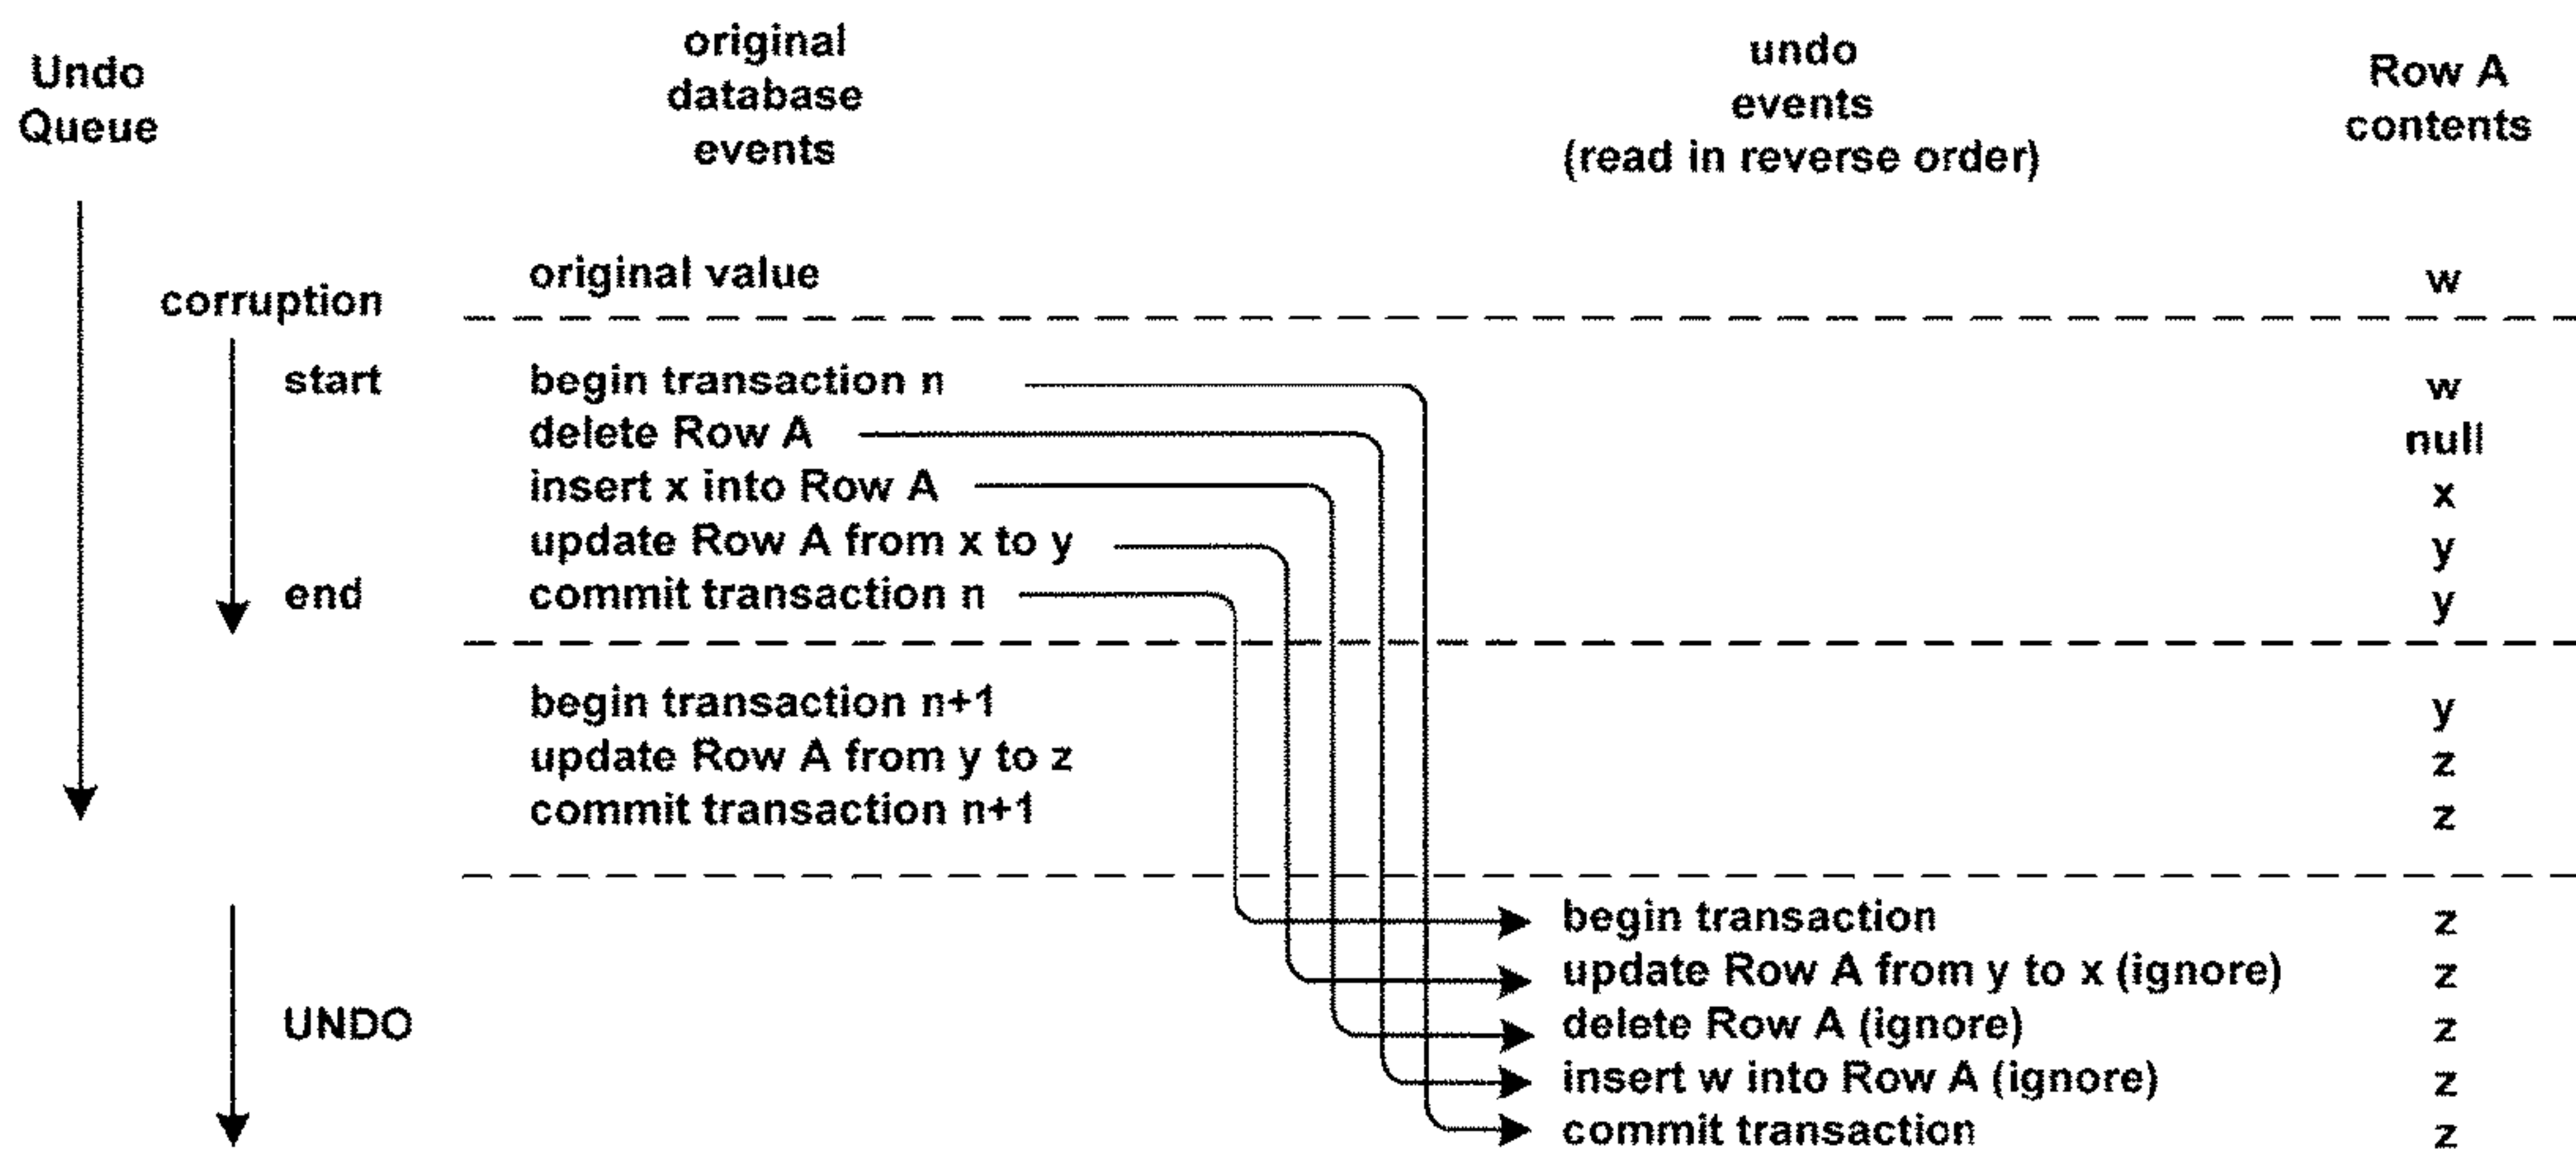 Undo
Queue
original
database
events
undo
events
(read in reverse order)
Row A
contents
original value
w
corruption
start
begin transaction n
w
delete Row A
null
insert x into Row A
x
update Row A from x to y
y
end
commit transaction n
y
begin transaction n+1
y
update Row A from y to z
z
commit transaction n+1
z
begin transaction
z
update Row A from y to x (ignore)
z
UNDO
delete Row A (ignore)
z
insert w into Row A (ignore)
z
commit transaction
z